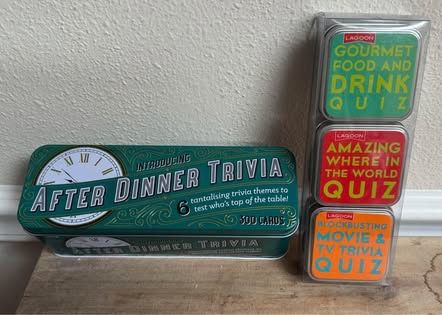 INTRODUCING
AFTER DINNER TRIVIA
6 tantalising trivia themes to
test who's top of the table!
500 CARDS
AFTER DINNER TRIVIA
LAGOON
GOURMET
FOOD AND
DRINK
QUIZ
LAGOON
AMAZING
WHERE IN
THE WORLD
QUIZ
LAGOON
BLOCKBUSTING
MOVIE &
TV TRIVIA
QUIZ